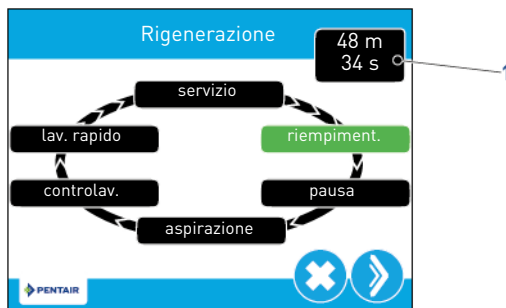 Rigenerazione
48 m
34 s
1
servizio
lav. rapido
riempiment.
controlav.
pausa
aspirazione
PENTAIR